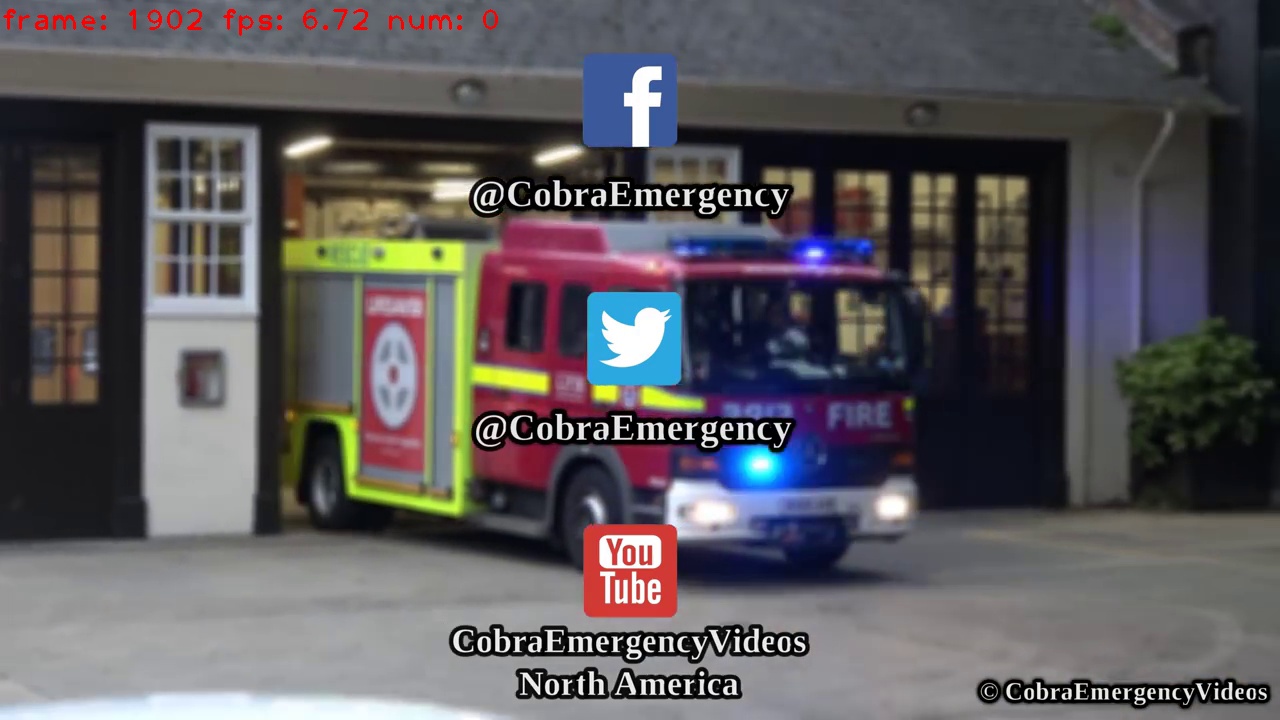 frame: 1902 fps: 6.72 num: 0
f
@CobraEmergency
@CobraEmergency
FIRE
You
Tube
CobraEmergencyVideos
North America
© CobraEmergencyVideos